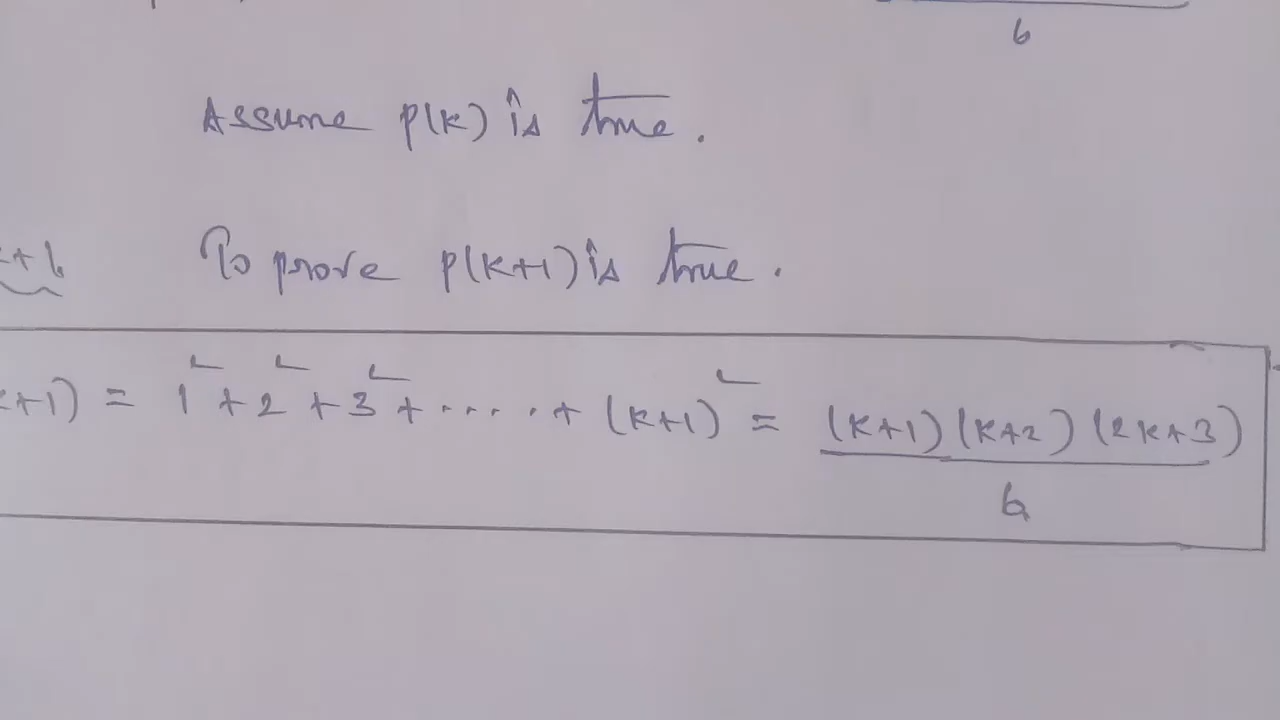 6
Assume P(K) is true.
To prove P(K+1) is true.
+1) = 1² + 2² + 3² + ..... + (K+1)² = (K+1)(K+2)(2K+3)
6